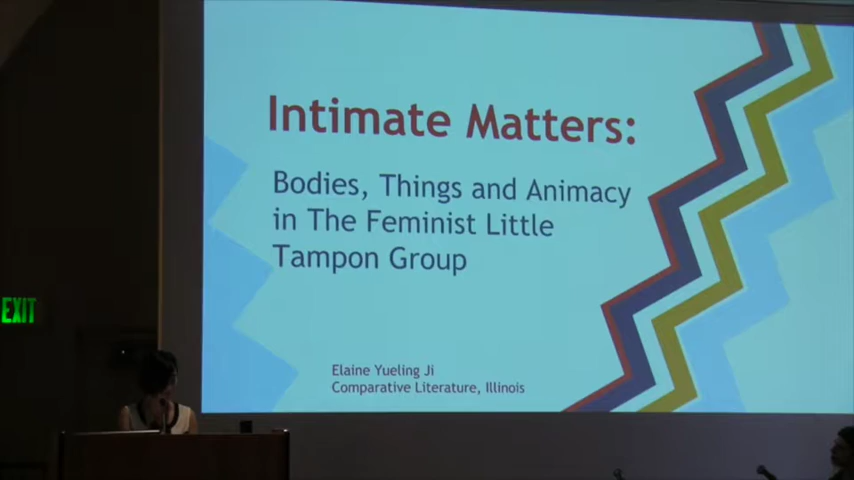 Intimate Matters:
Bodies, Things and Animacy
in The Feminist Little
Tampon Group
Elaine Yueling Ji
Comparative Literature, Illinois
EXIT